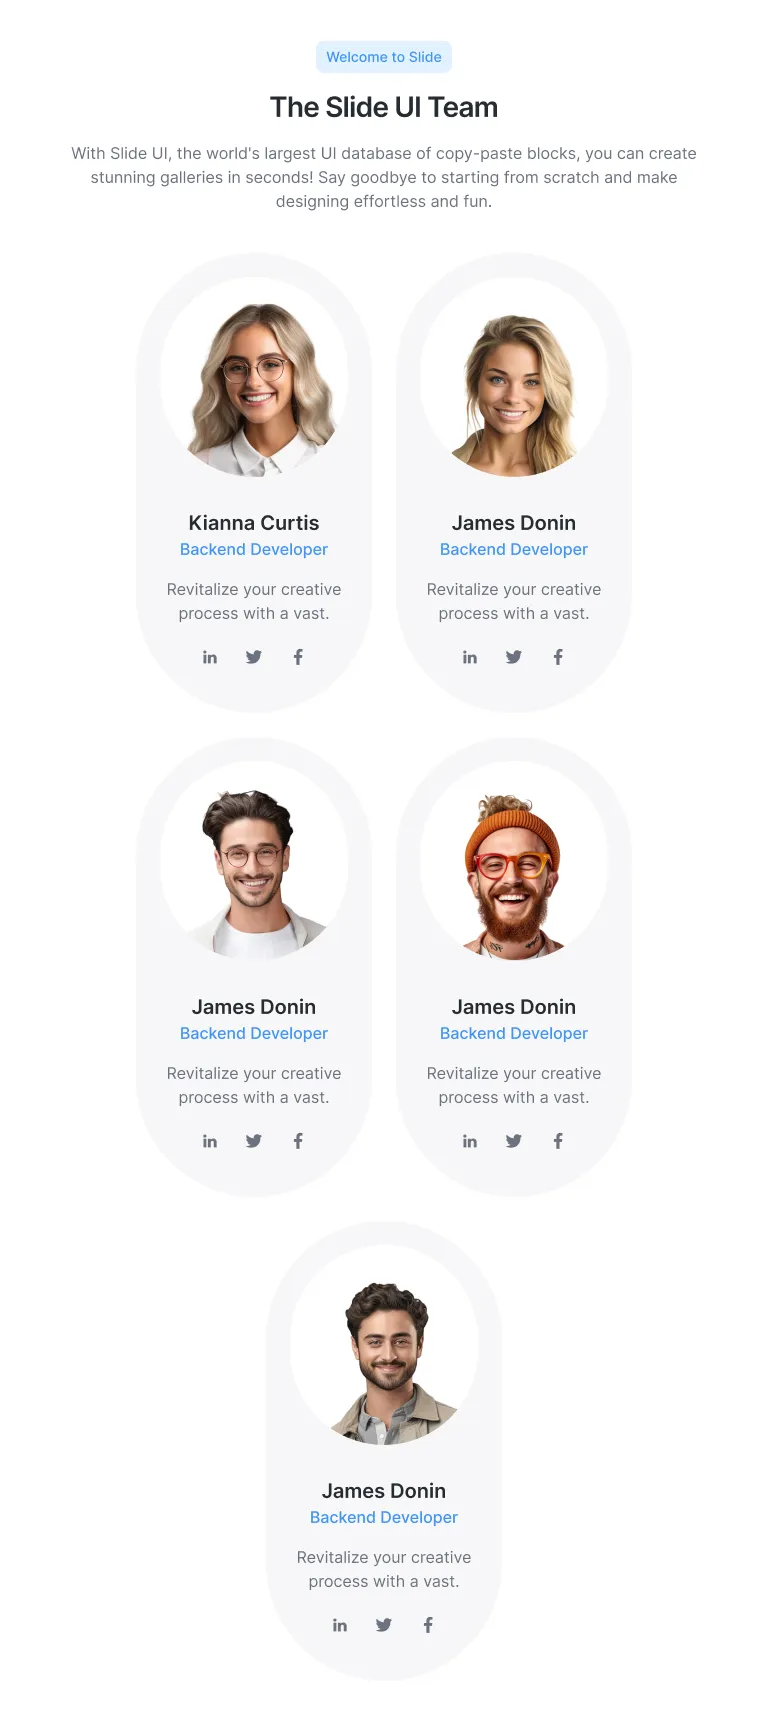 Welcome to Slide
The Slide UI Team
With Slide UI, the world's largest UI database of copy-paste blocks, you can create
stunning galleries in seconds! Say goodbye to starting from scratch and make
designing effortless and fun.
Kianna Curtis
Backend Developer
Revitalize your creative
process with a vast.
in
James Donin
Backend Developer
Revitalize your creative
process with a vast.
in
James Donin
Backend Developer
Revitalize your creative
process with a vast.
in
James Donin
Backend Developer
Revitalize your creative
process with a vast.
in
James Donin
Backend Developer
Revitalize your creative
process with a vast.
in